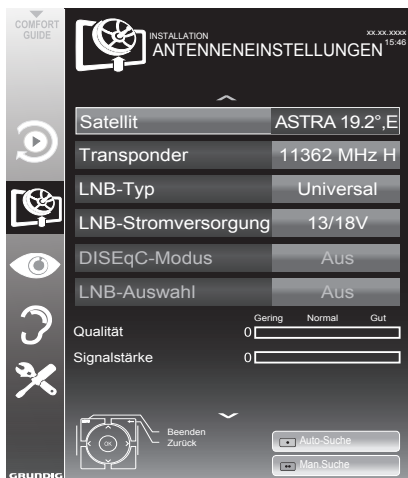 COMFORT
GUIDE
INSTALLATION
ANTENNENEINSTELLUNGEN
xx.xx.xxxx
15:46
Satellit ASTRA 19.2°,E
Transponder 11362 MHz H
LNB-Typ Universal
LNB-Stromversorgung 13/18V
DISEqC-Modus Aus
LNB-Auswahl Aus
Gering Normal Gut
Qualität 0
Signalstärke 0
OK
Beenden
Zurück
Auto-Suche
Man.Suche
GRUNDIG